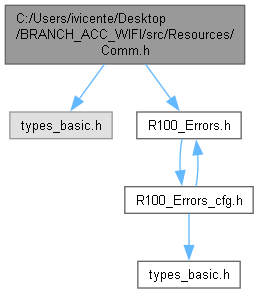 C:/Users/ivicente/Desktop
/BRANCH_ACC_WIFI/src/Resources/
Comm.h
types_basic.h
R100_Errors.h
R100_Errors_cfg.h
types_basic.h